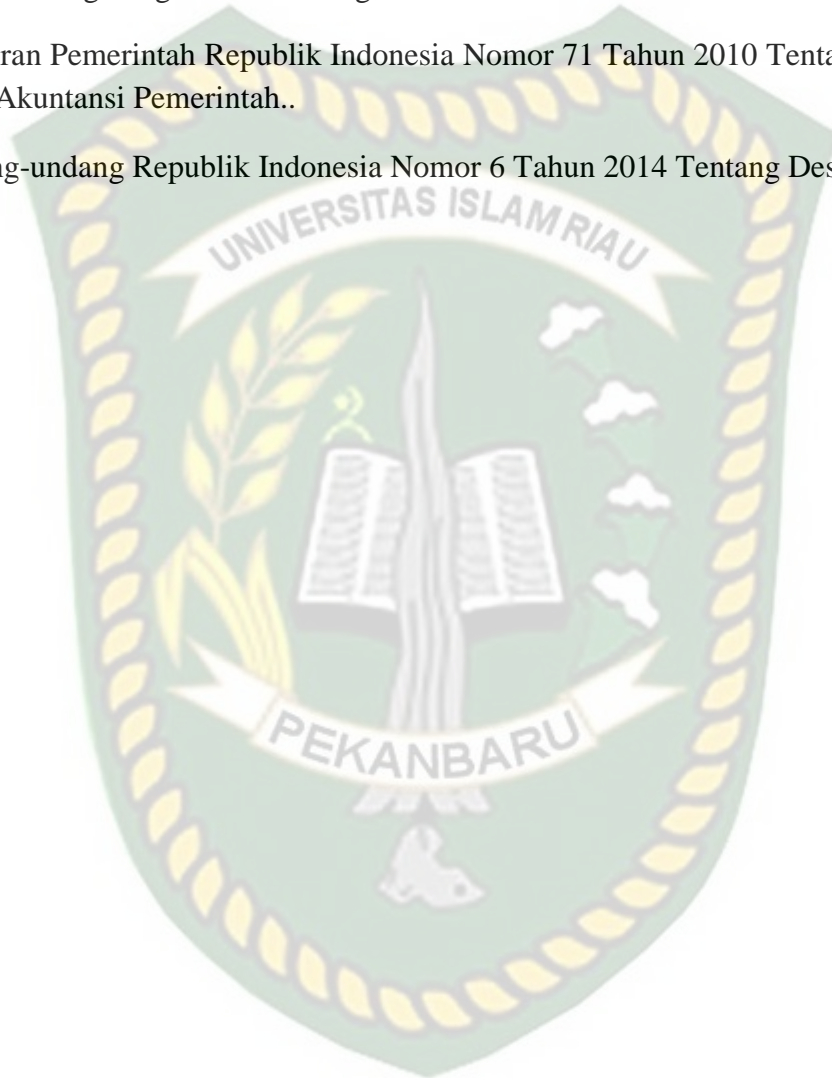 ran Pemerintah Republik Indonesia Nomor 71 Tahun 2010 Tenta
Akuntansi Pemerintah..
ng-undang Republik Indonesia Nomor 6 Tahun 2014 Tentang Des
UNIVERSITAS ISLAM RIAU
PEKANBARU